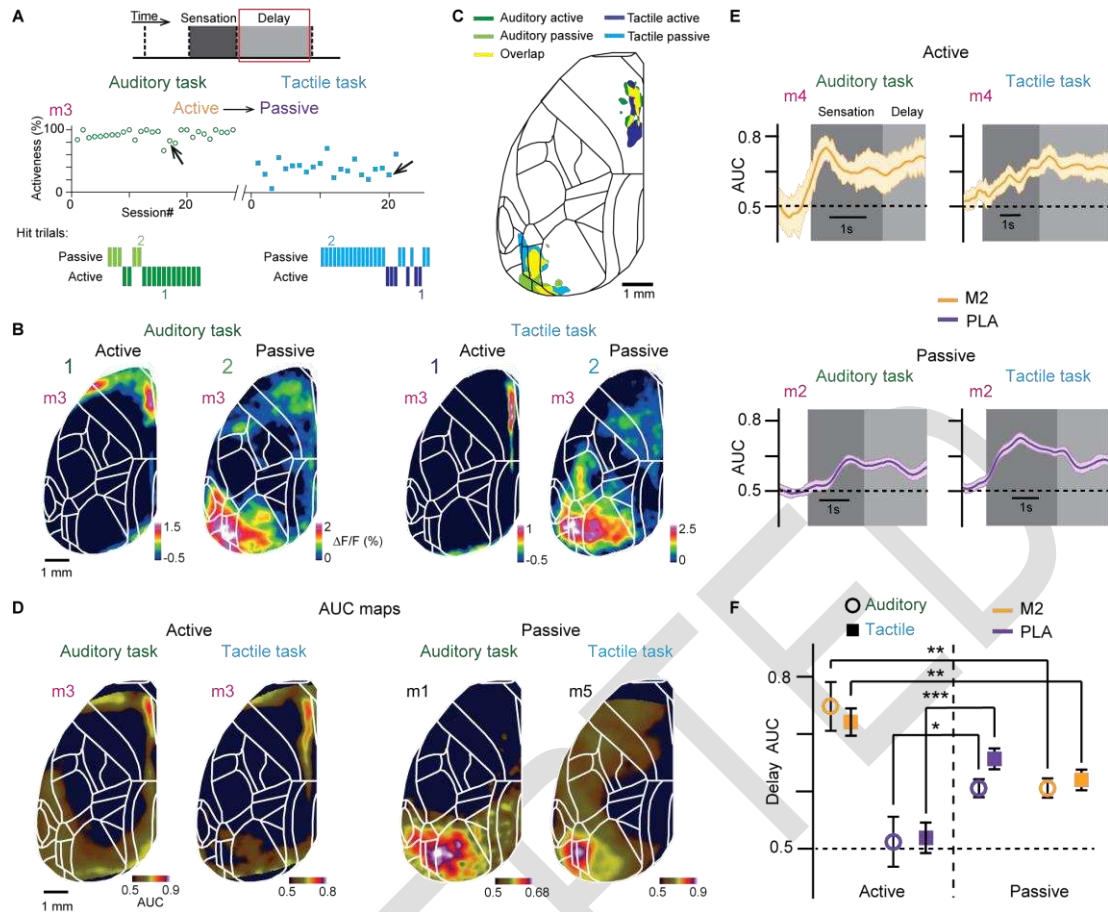 A
Time
Sensation Delay
Auditory task Tactile task
m3 Active Passive
Activeness (%)
100
0
0 20 0 20
Session#
Hit trilals:
2 2
Passive Passive
Active Active
1 1
B
Auditory task Tactile task
Active Passive Active Passive
1 2 1 2
m3 m3 m3 m3
1.5 2 1 2.5
ΔF/F (%)
-0.5 0 -0.5 0
1 mm
C
Auditory active Tactile active
Auditory passive Tactile passive
Overlap
1 mm
D
AUC maps
Active Passive
Auditory task Tactile task Auditory task Tactile task
m3 m3 m1 m5
0.5 0.9 0.5 0.8 0.5 0.68 0.5 0.9
AUC
1 mm
E
Active
Auditory task Tactile task
m4 m4
Sensation Delay
0.8
AUC
0.5
1s 1s
M2
PLA
Passive
Auditory task Tactile task
m2 m2
0.8
AUC
0.5
1s 1s
F
Auditory M2
Tactile PLA
**
**
***
*
0.8
Delay AUC
0.5
Active Passive